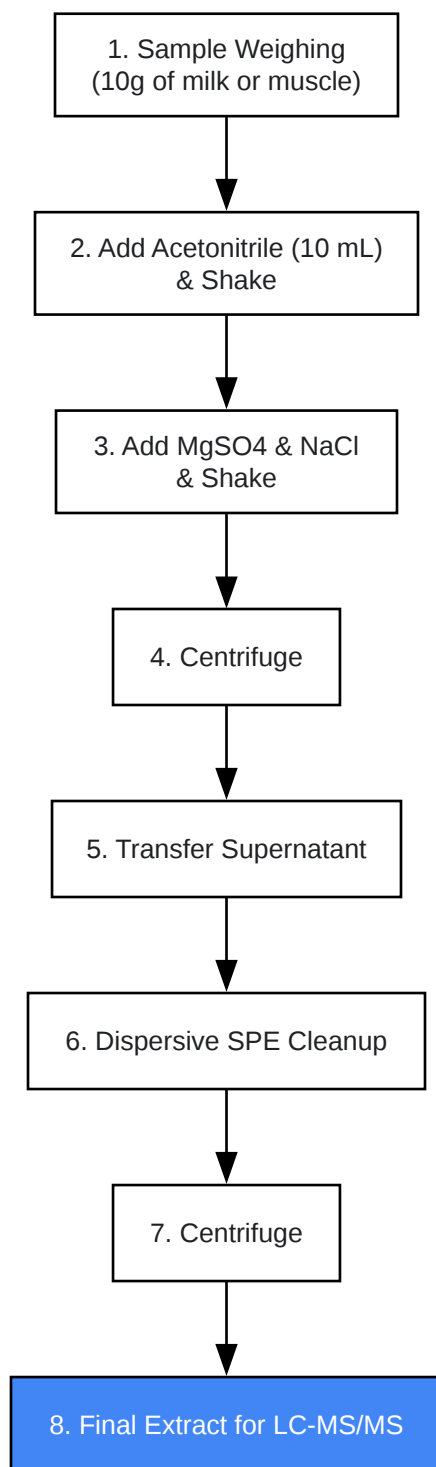 1. Sample Weighing
(10g of milk or muscle)
2. Add Acetonitrile (10 mL)
& Shake
3. Add MgSO4 & NaCl
& Shake
4. Centrifuge
5. Transfer Supernatant
6. Dispersive SPE Cleanup
7. Centrifuge
8. Final Extract for LC-MS/MS